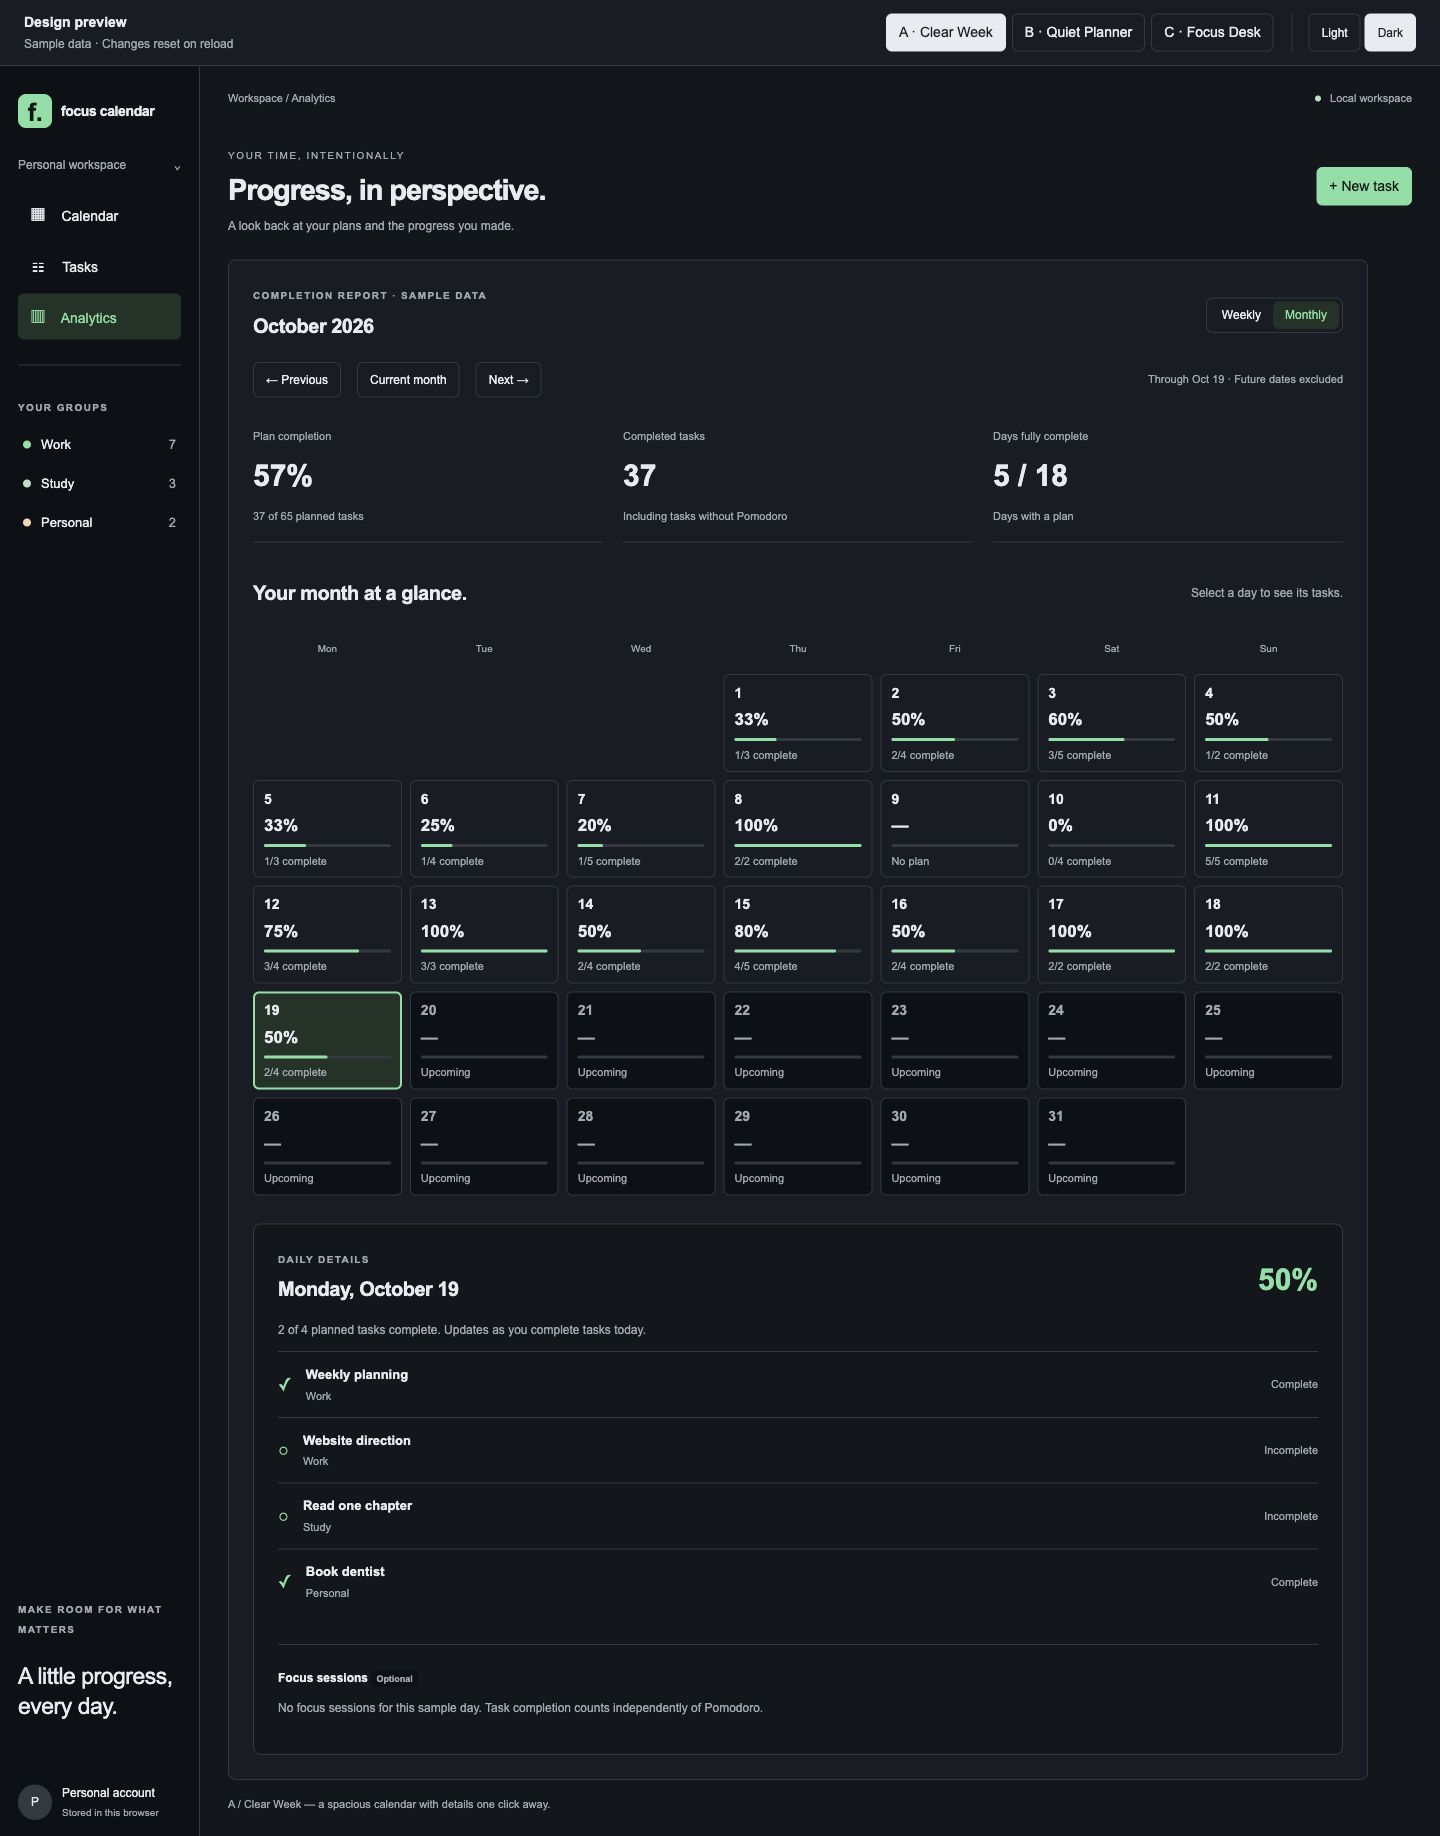 Design preview
Sample data · Changes reset on reload
A · Clear Week
B · Quiet Planner
C · Focus Desk
Light
Dark
f.
focus calendar
Personal workspace
Calendar
Tasks
Analytics
YOUR GROUPS
Work 7
Study 3
Personal 2
MAKE ROOM FOR WHAT
MATTERS
A little progress,
every day.
P
Personal account
Stored in this browser
Workspace / Analytics
Local workspace
YOUR TIME, INTENTIONALLY
Progress, in perspective.
A look back at your plans and the progress you made.
+ New task
COMPLETION REPORT · SAMPLE DATA
October 2026
Weekly
Monthly
← Previous
Current month
Next →
Through Oct 19 · Future dates excluded
Plan completion
57%
37 of 65 planned tasks
Completed tasks
37
Including tasks without Pomodoro
Days fully complete
5 / 18
Days with a plan
Your month at a glance.
Select a day to see its tasks.
Mon Tue Wed Thu Fri Sat Sun
1 2 3 4
33% 50% 60% 50%
1/3 complete 2/4 complete 3/5 complete 1/2 complete
5 6 7 8 9 10 11
33% 25% 20% 100% — 0% 100%
1/3 complete 1/4 complete 1/5 complete 2/2 complete No plan 0/4 complete 5/5 complete
12 13 14 15 16 17 18
75% 100% 50% 80% 50% 100% 100%
3/4 complete 3/3 complete 2/4 complete 4/5 complete 2/4 complete 2/2 complete 2/2 complete
19 20 21 22 23 24 25
50% — — — — — —
2/4 complete Upcoming Upcoming Upcoming Upcoming Upcoming Upcoming
26 27 28 29 30 31
— — — — — —
Upcoming Upcoming Upcoming Upcoming Upcoming Upcoming
DAILY DETAILS
Monday, October 19
50%
2 of 4 planned tasks complete. Updates as you complete tasks today.
✓ Weekly planning
Work
Complete
Website direction
Work
Incomplete
Read one chapter
Study
Incomplete
✓ Book dentist
Personal
Complete
Focus sessions Optional
No focus sessions for this sample day. Task completion counts independently of Pomodoro.
A / Clear Week — a spacious calendar with details one click away.